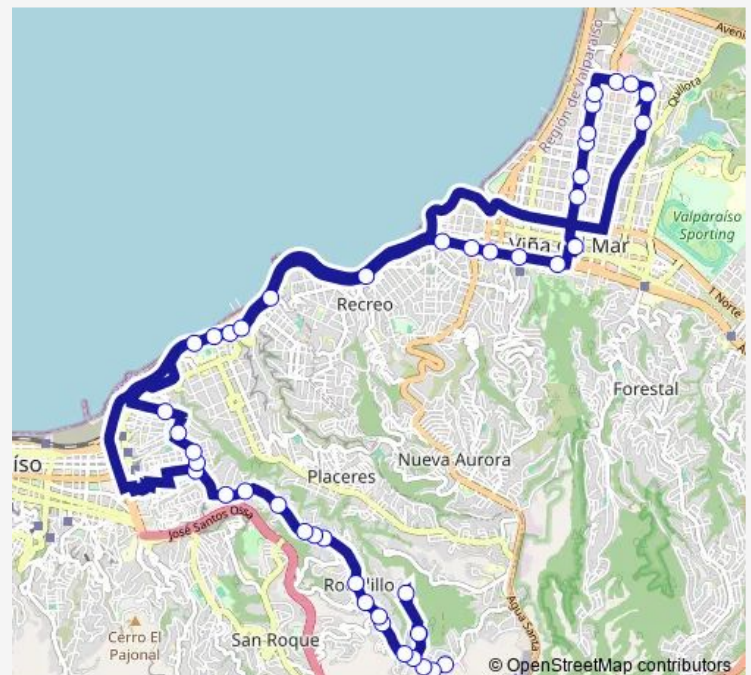 Región de Valparaíso
Aveni
Quillota
Valparaíso
Sporting
Viña del Mar
1 Norte
Recreo
Forestal
Nueva Aurora
Placeres
íso
José Santos Ossa
Agua Santa
Cerro El
Pajonal
San Roque
© OpenStreetMap contributors